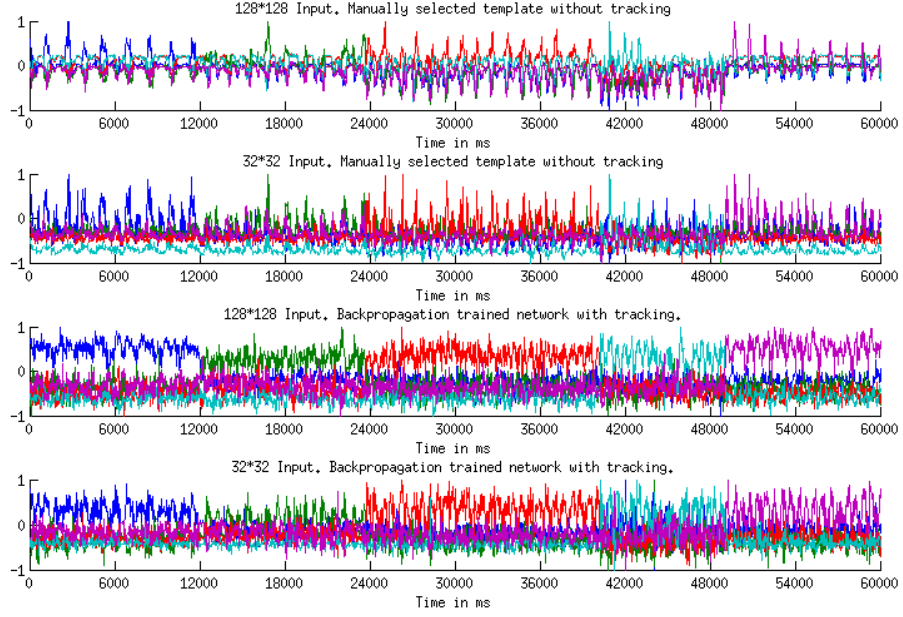 128*128 Input. Manually selected template without tracking
1
0
-1
0 6000 12000 18000 24000 30000 36000 42000 48000 54000 60000
Time in ms
32*32 Input. Manually selected template without tracking
1
0
-1
0 6000 12000 18000 24000 30000 36000 42000 48000 54000 60000
Time in ms
128*128 Input. Backpropagation trained network with tracking.
1
0
-1
0 6000 12000 18000 24000 30000 36000 42000 48000 54000 60000
Time in ms
32*32 Input. Backpropagation trained network with tracking.
1
0
-1
0 6000 12000 18000 24000 30000 36000 42000 48000 54000 60000
Time in ms